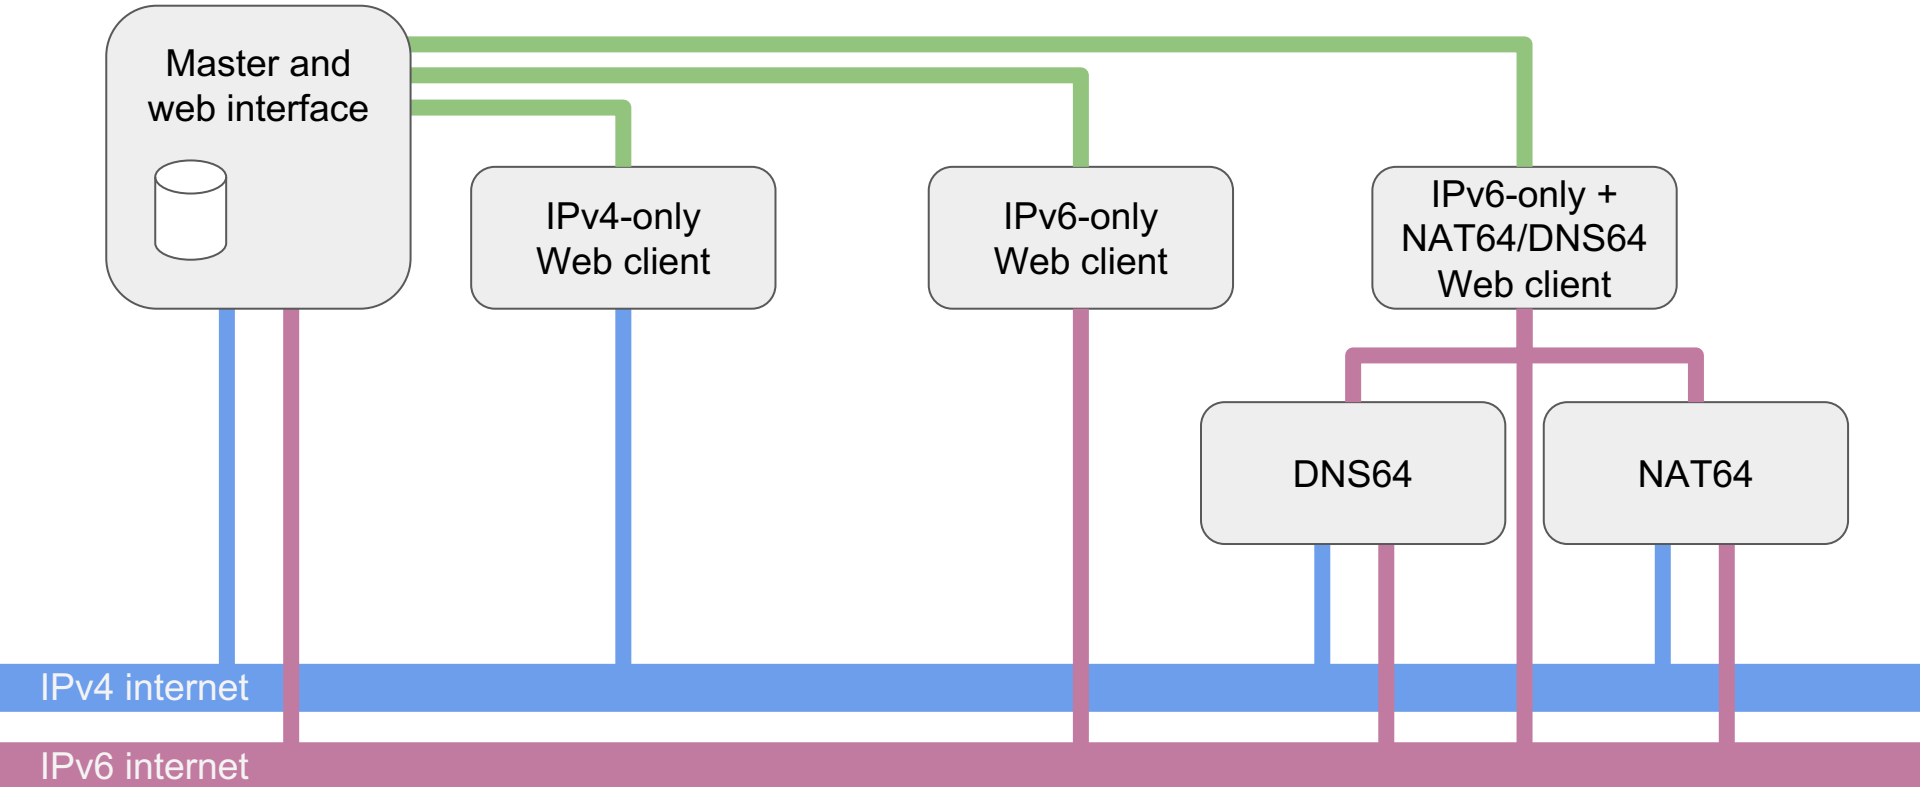 Master and
web interface
IPv4-only
Web client
IPv6-only
Web client
IPv6-only +
NAT64/DNS64
Web client
DNS64
NAT64
IPv4 internet
IPv6 internet